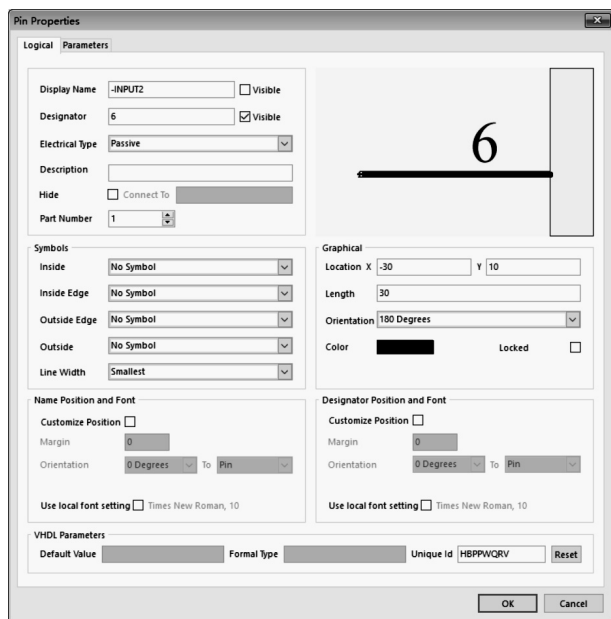 Pin Properties
Logical Parameters
Display Name -INPUT2 Visible
Designator 6 Visible
Electrical Type Passive
Description
Hide Connect To
Part Number 1
6
Symbols
Inside No Symbol
Inside Edge No Symbol
Outside Edge No Symbol
Outside No Symbol
Line Width Smallest
Graphical
Location X -30 Y 10
Length 30
Orientation 180 Degrees
Color Locked
Name Position and Font
Customize Position
Margin 0
Orientation 0 Degrees To Pin
Use local font setting Times New Roman, 10
Designator Position and Font
Customize Position
Margin 0
Orientation 0 Degrees To Pin
Use local font setting Times New Roman, 10
VHDL Parameters
Default Value Formal Type Unique Id HBPPWQRV Reset
OK Cancel